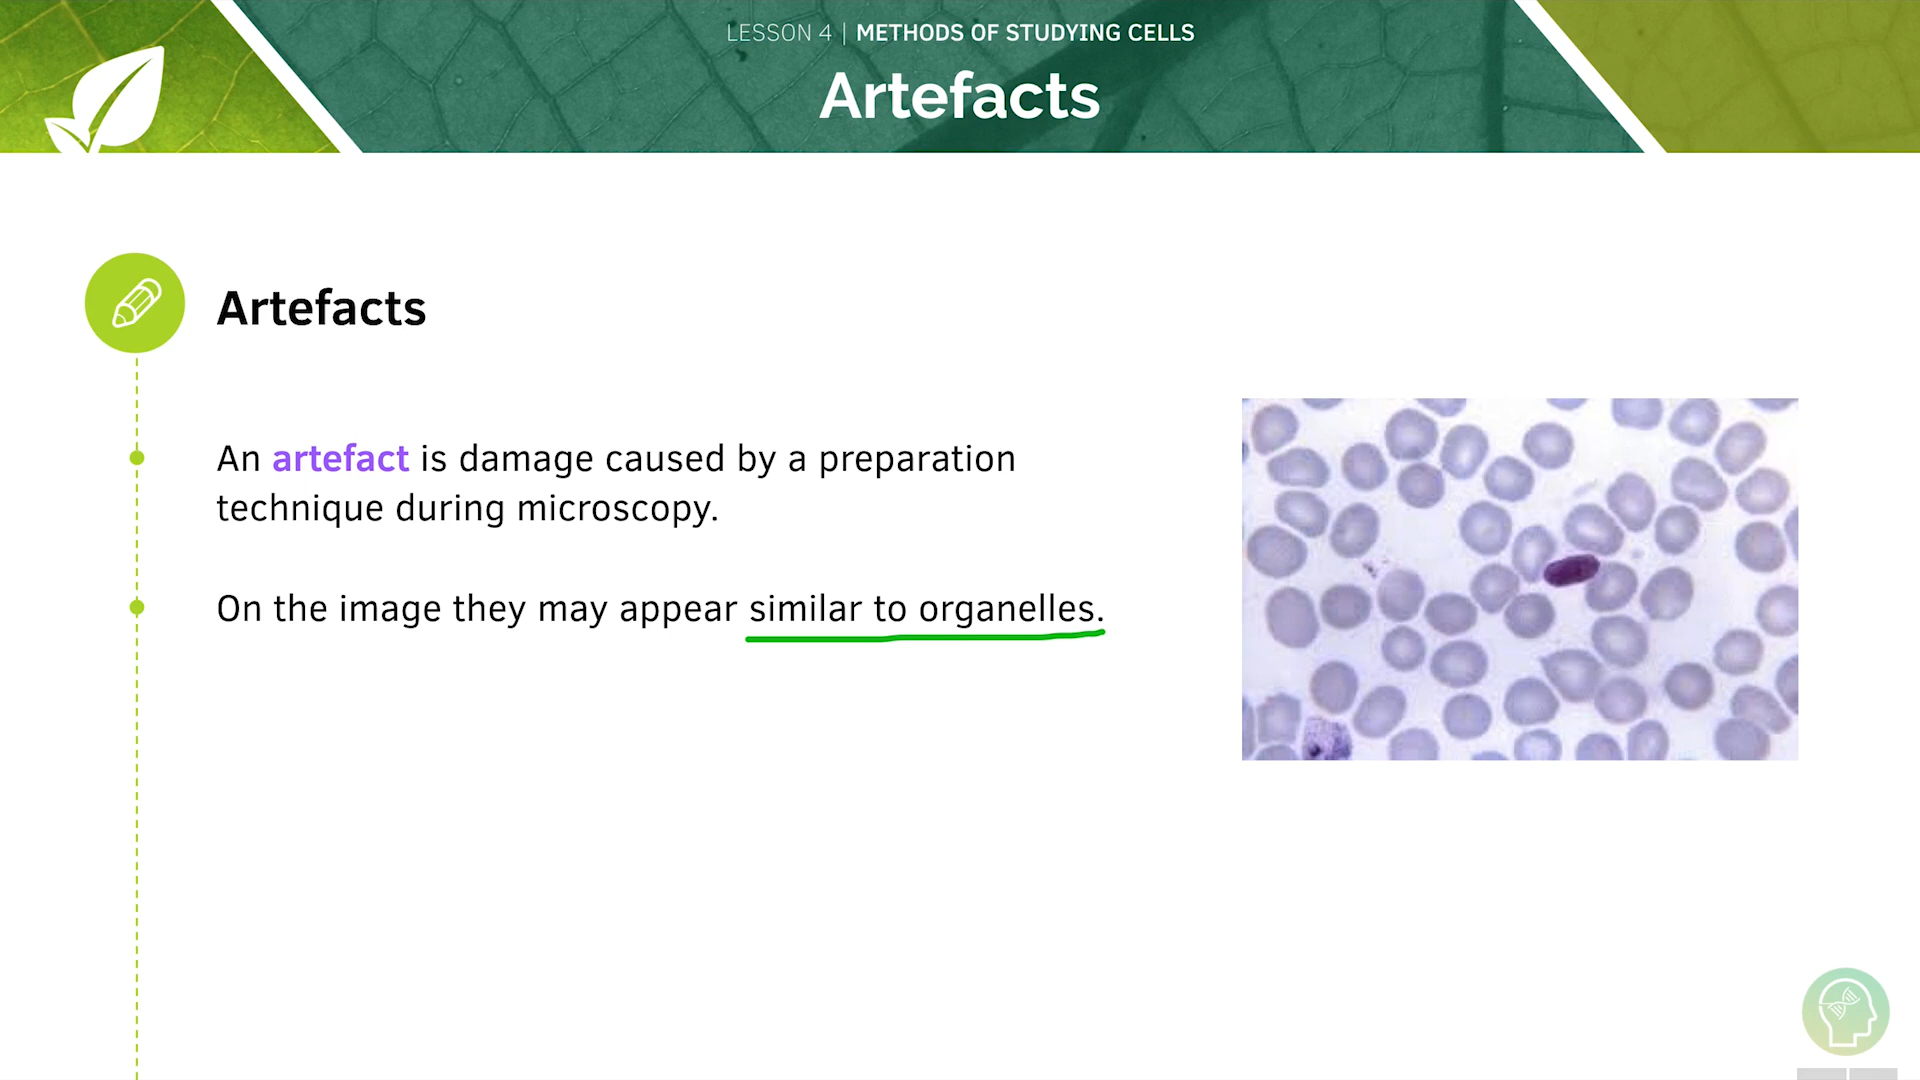 LESSON 4 | METHODS OF STUDYING CELLS
Artefacts
Artefacts
An artefact is damage caused by a preparation
technique during microscopy.
On the image they may appear similar to organelles.